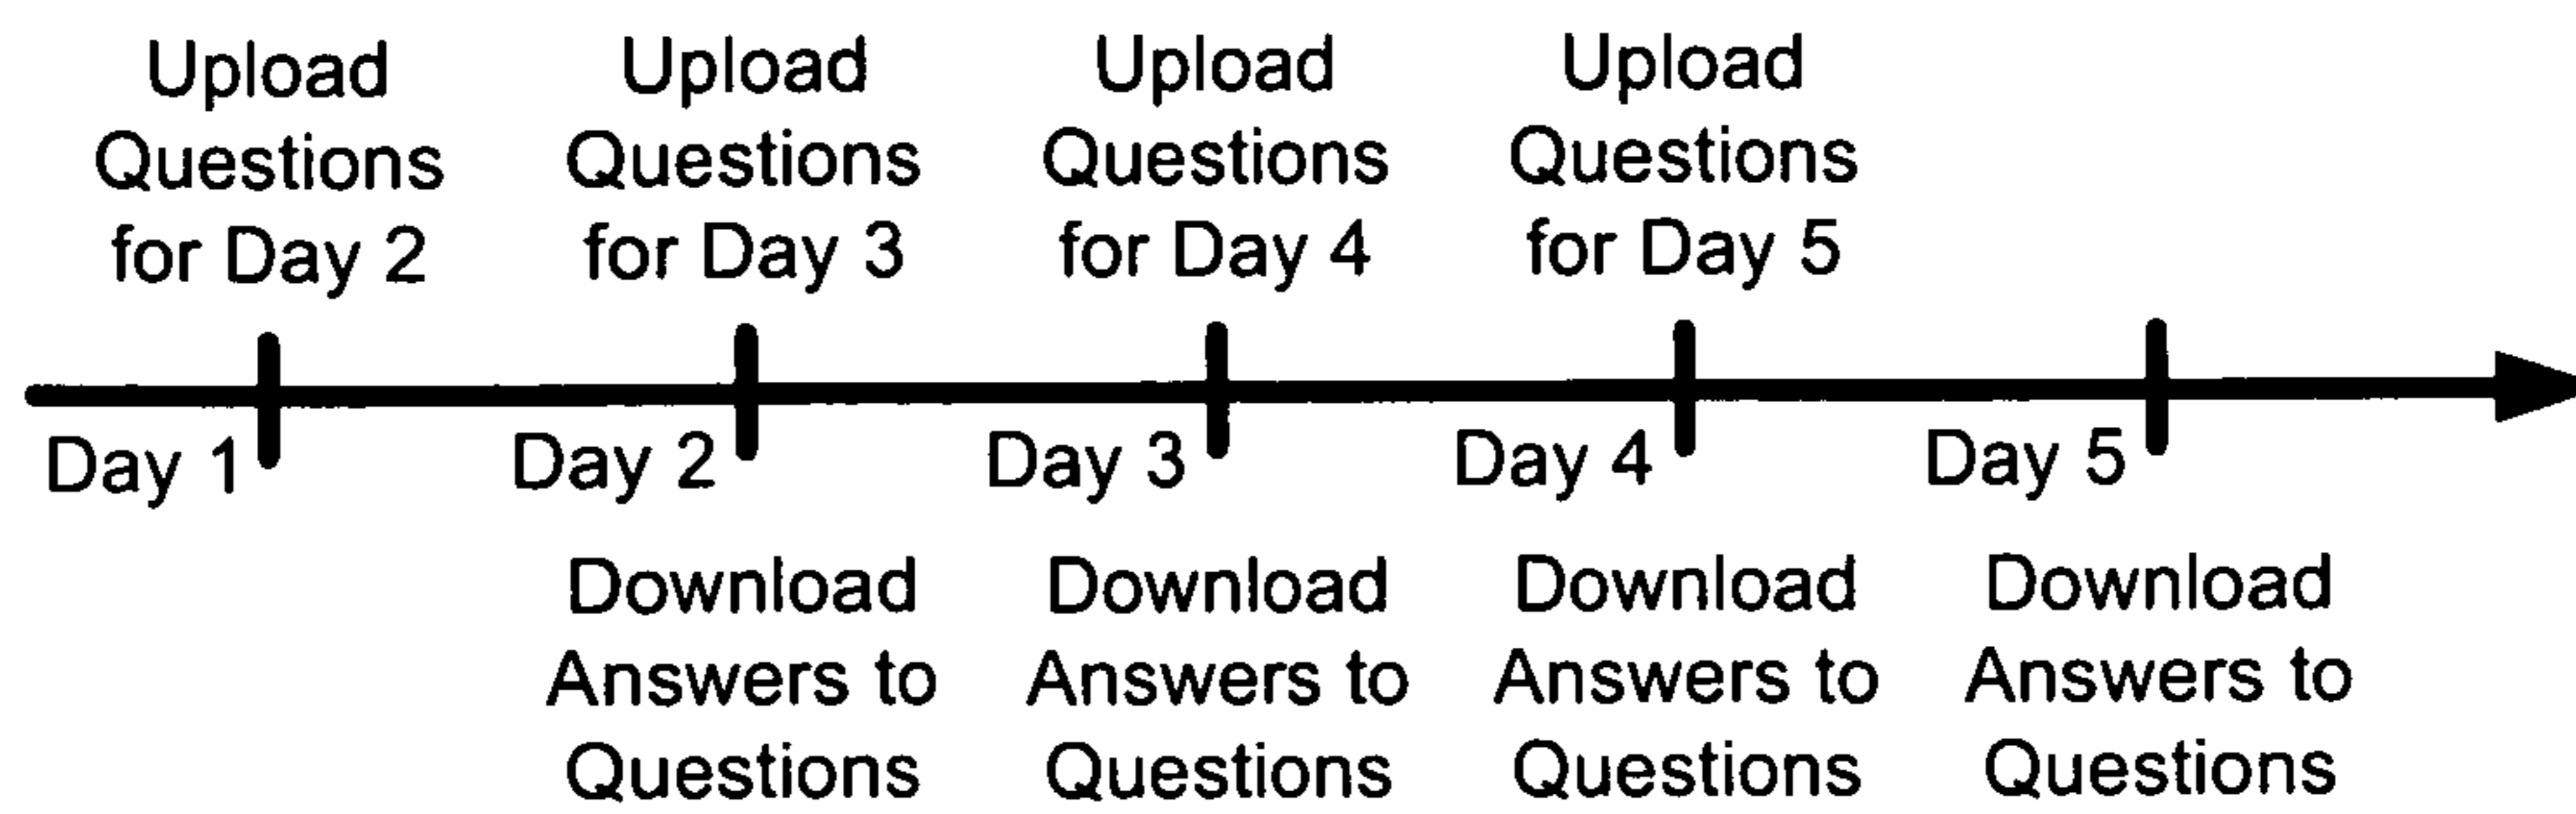 Upload
Questions
for Day 2
Upload
Questions
for Day 3
Upload
Questions
for Day 4
Upload
Questions
for Day 5
Day 1
Day 2
Day 3
Day 4
Day 5
Download
Answers to
Questions
Download
Answers to
Questions
Download
Answers to
Questions
Download
Answers to
Questions